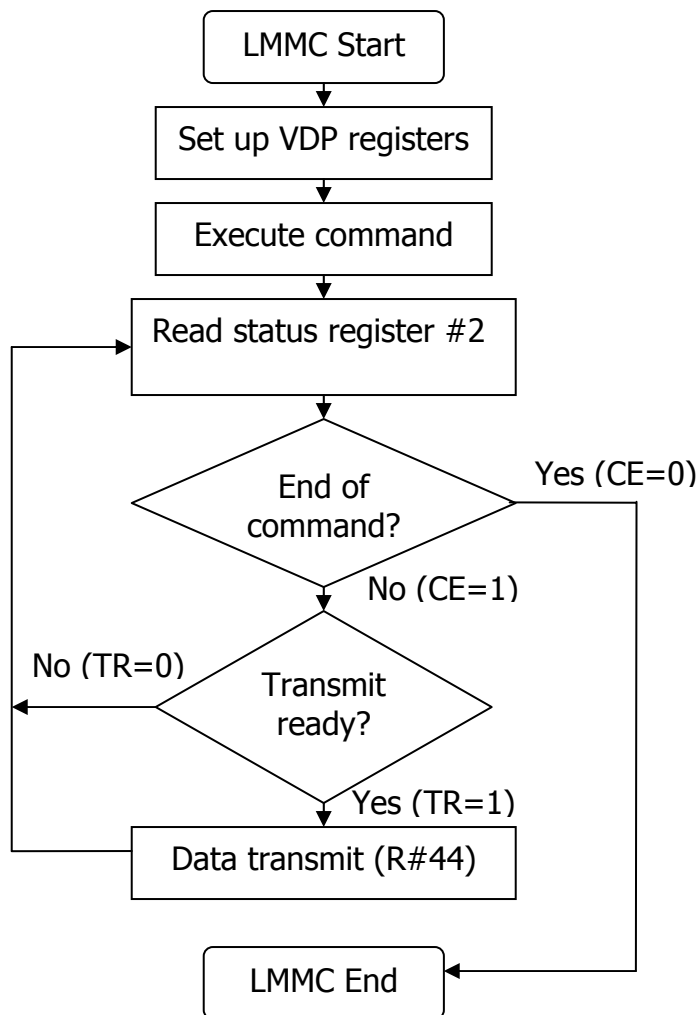 LMMC Start
Set up VDP registers
Execute command
Read status register #2
End of
command?
Yes (CE=0)
No (CE=1)
No (TR=0)
Transmit
ready?
Yes (TR=1)
Data transmit (R#44)
LMMC End